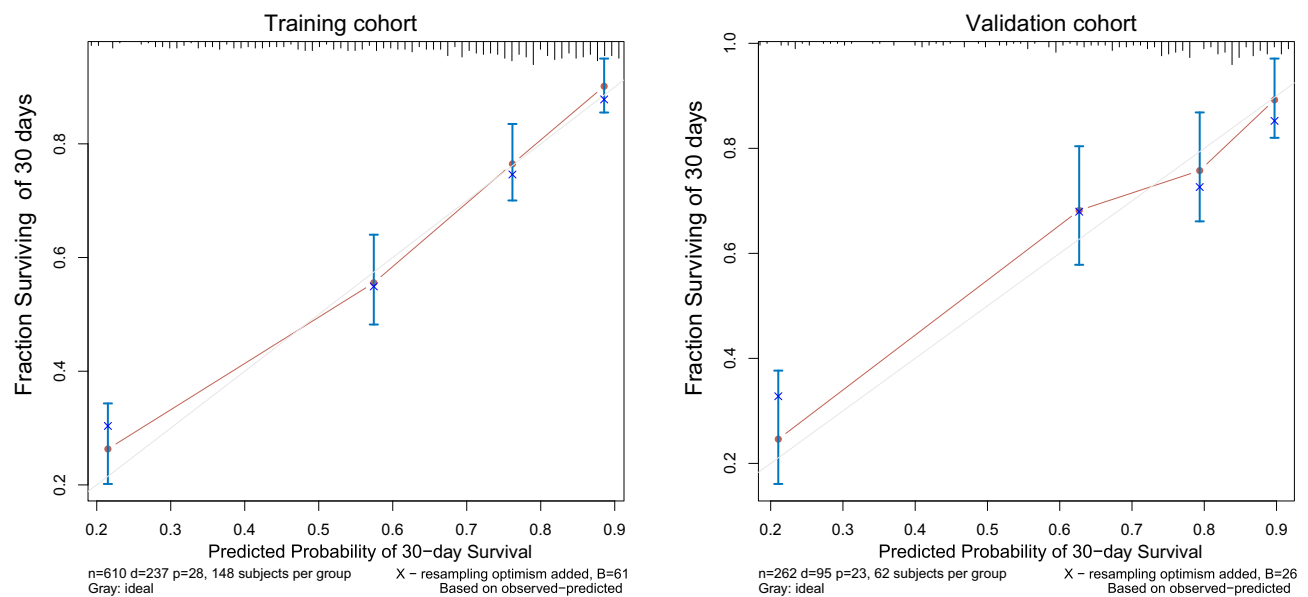 Training cohort
Fraction Surviving of 30 days
0.8
0.6
0.4
0.2
0.2 0.3 0.4 0.5 0.6 0.7 0.8 0.9
Predicted Probability of 30−day Survival
n=610 d=237 p=28, 148 subjects per group
Gray: ideal
X − resampling optimism added, B=61
Based on observed−predicted
Validation cohort
Fraction Surviving of 30 days
1.0
0.8
0.6
0.4
0.2
0.2 0.3 0.4 0.5 0.6 0.7 0.8 0.9
Predicted Probability of 30−day Survival
n=262 d=95 p=23, 62 subjects per group
Gray: ideal
X − resampling optimism added, B=26
Based on observed−predicted